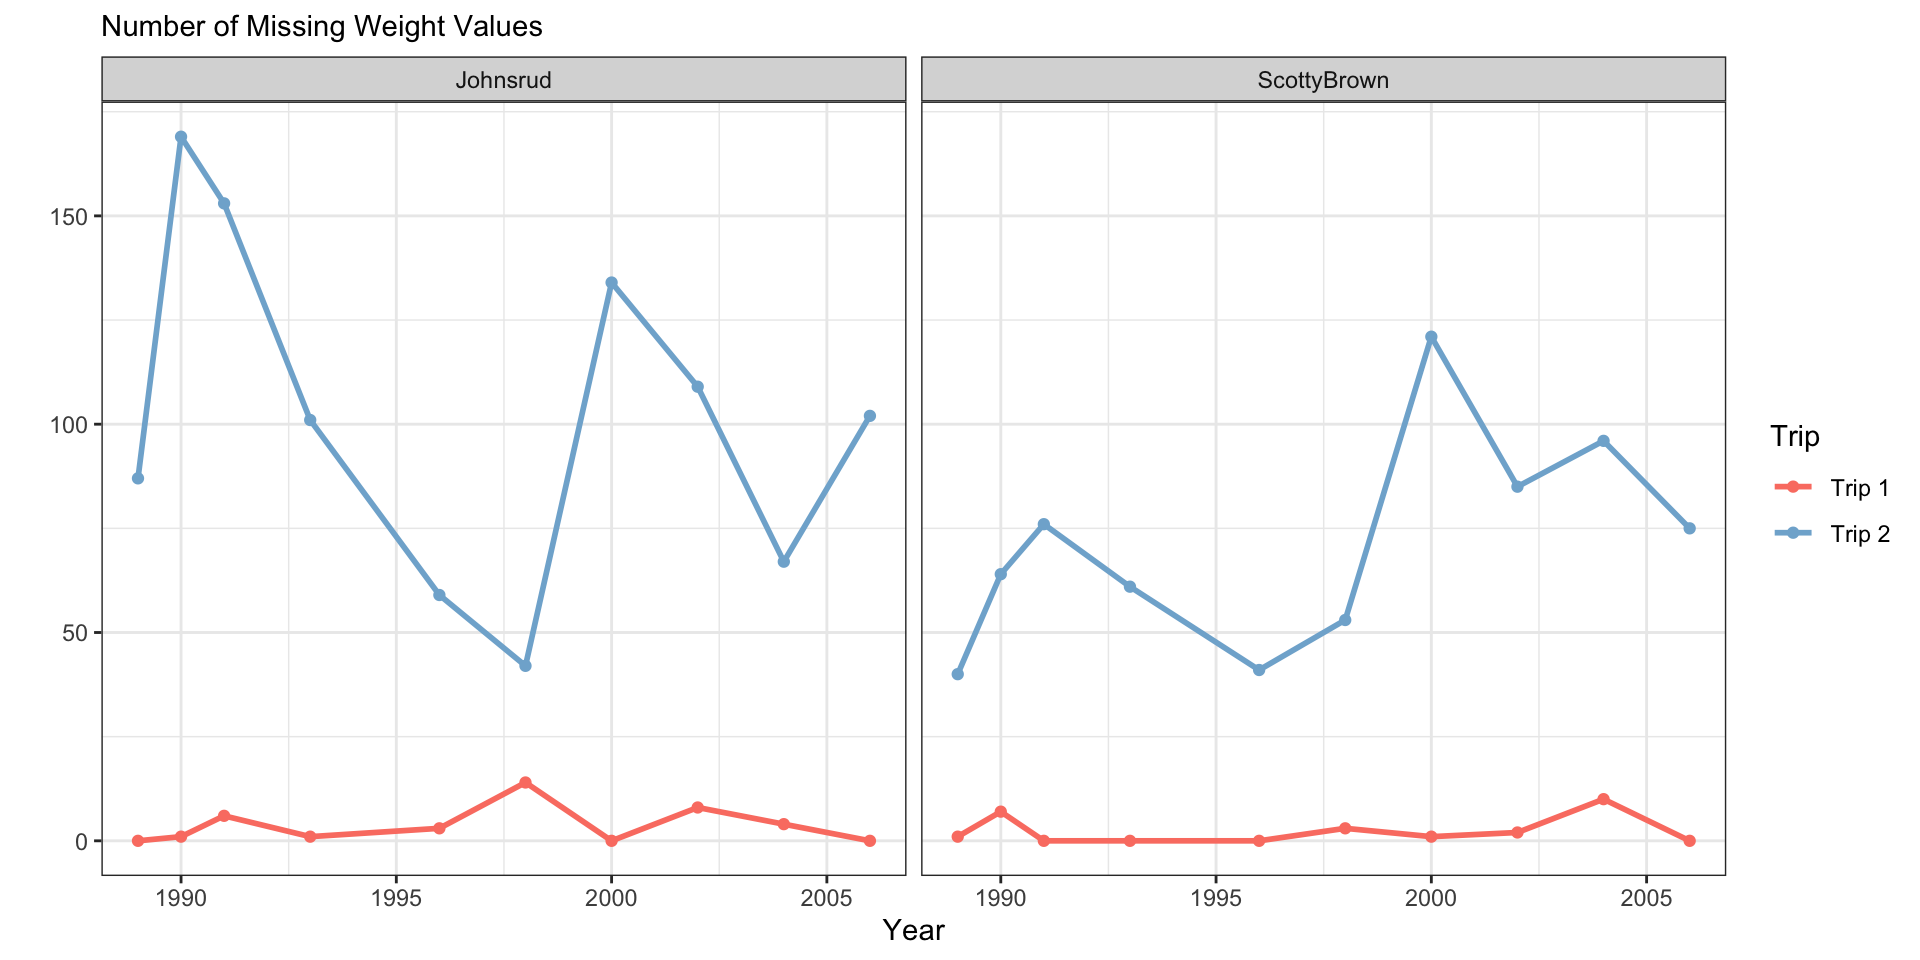 Number of Missing Weight Values
Johnsrud
ScottyBrown
150
100
50
0
1990 1995 2000 2005
1990 1995 2000 2005
Year
Trip
Trip 1
Trip 2